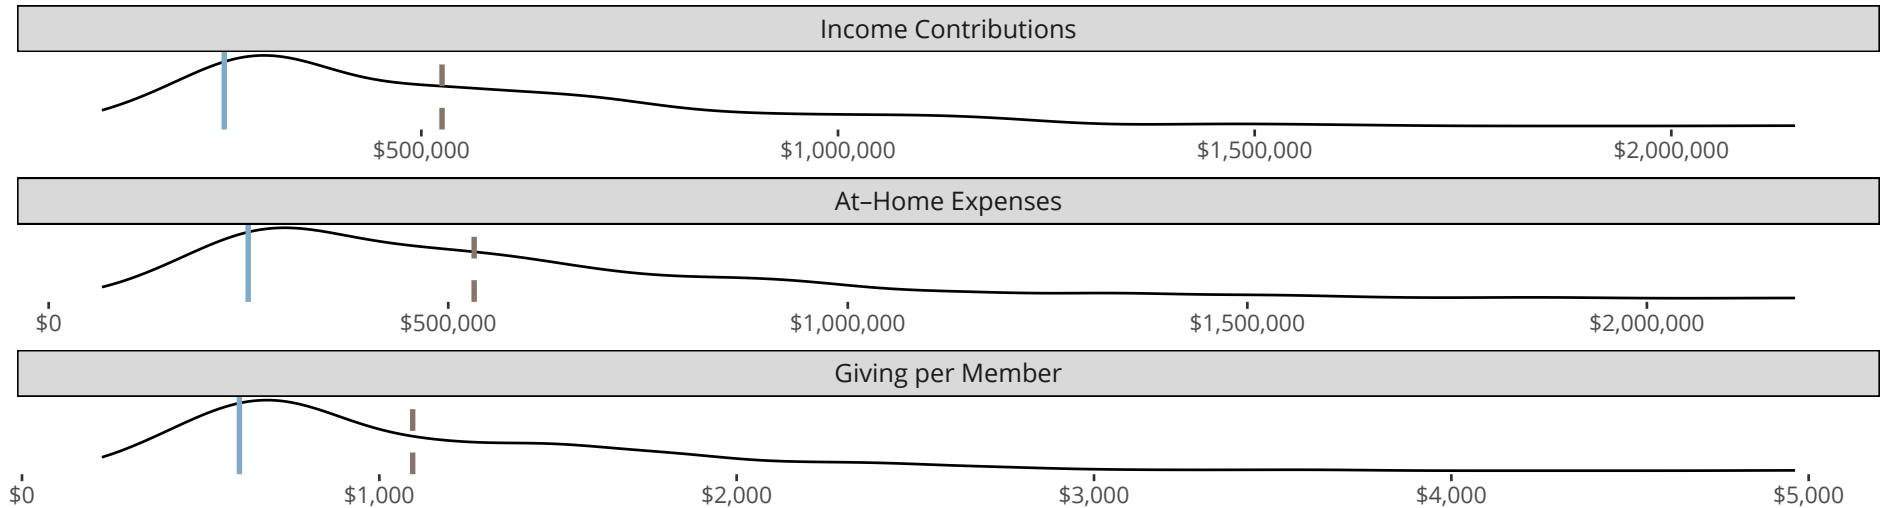 Income Contributions
$500,000 $1,000,000 $1,500,000 $2,000,000
At–Home Expenses
$0 $500,000 $1,000,000 $1,500,000 $2,000,000
Giving per Member
$0 $1,000 $2,000 $3,000 $4,000 $5,000